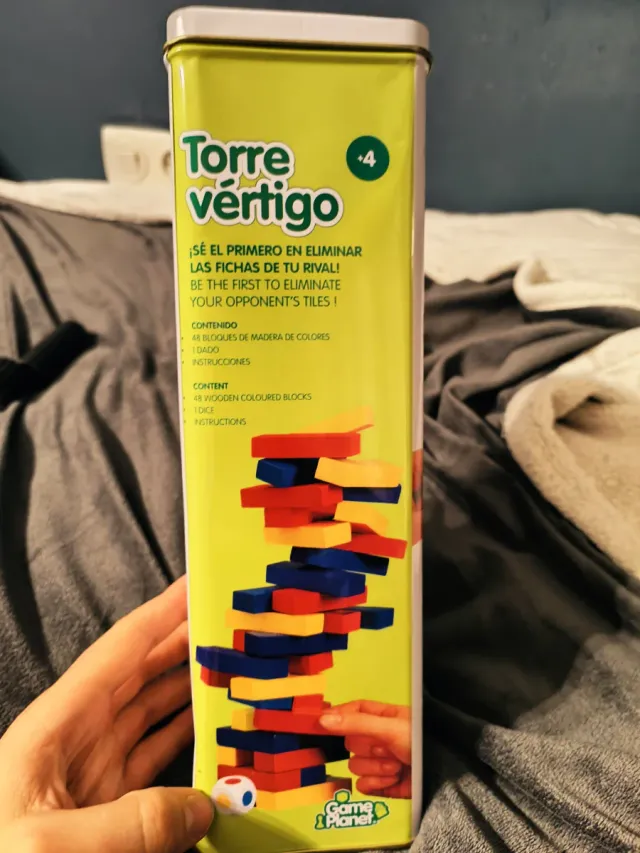 Torre
vértigo
+4
¡SÉ EL PRIMERO EN ELIMINAR
LAS FICHAS DE TU RIVAL!
BE THE FIRST TO ELIMINATE
YOUR OPPONENT'S TILES !
CONTENIDO
• 48 BLOQUES DE MADERA DE COLORES
• 1 DADO
• INSTRUCCIONES
CONTENT
• 48 WOODEN COLOURED BLOCKS
• 1 DICE
• INSTRUCTIONS
Game
Planet